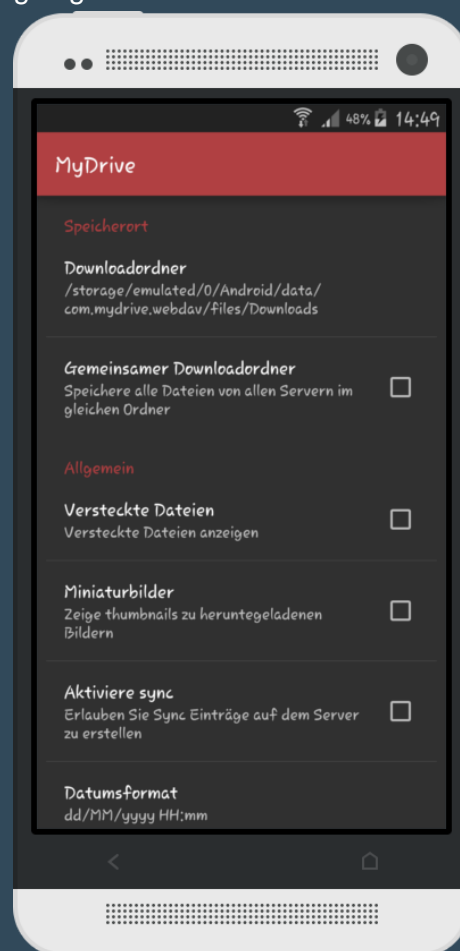 48% 14:49
MyDrive
Speicherort
Downloadordner
/storage/emulated/0/Android/data/
com.mydrive.webdav/files/Downloads
Gemeinsamer Downloadordner
Speichere alle Dateien von allen Servern im
gleichen Ordner
Allgemein
Versteckte Dateien
Versteckte Dateien anzeigen
Miniaturbilder
Zeige thumbnails zu heruntegeladenen
Bildern
Aktiviere sync
Erlauben Sie Sync Einträge auf dem Server
zu erstellen
Datumsformat
dd/MM/yyyy HH:mm